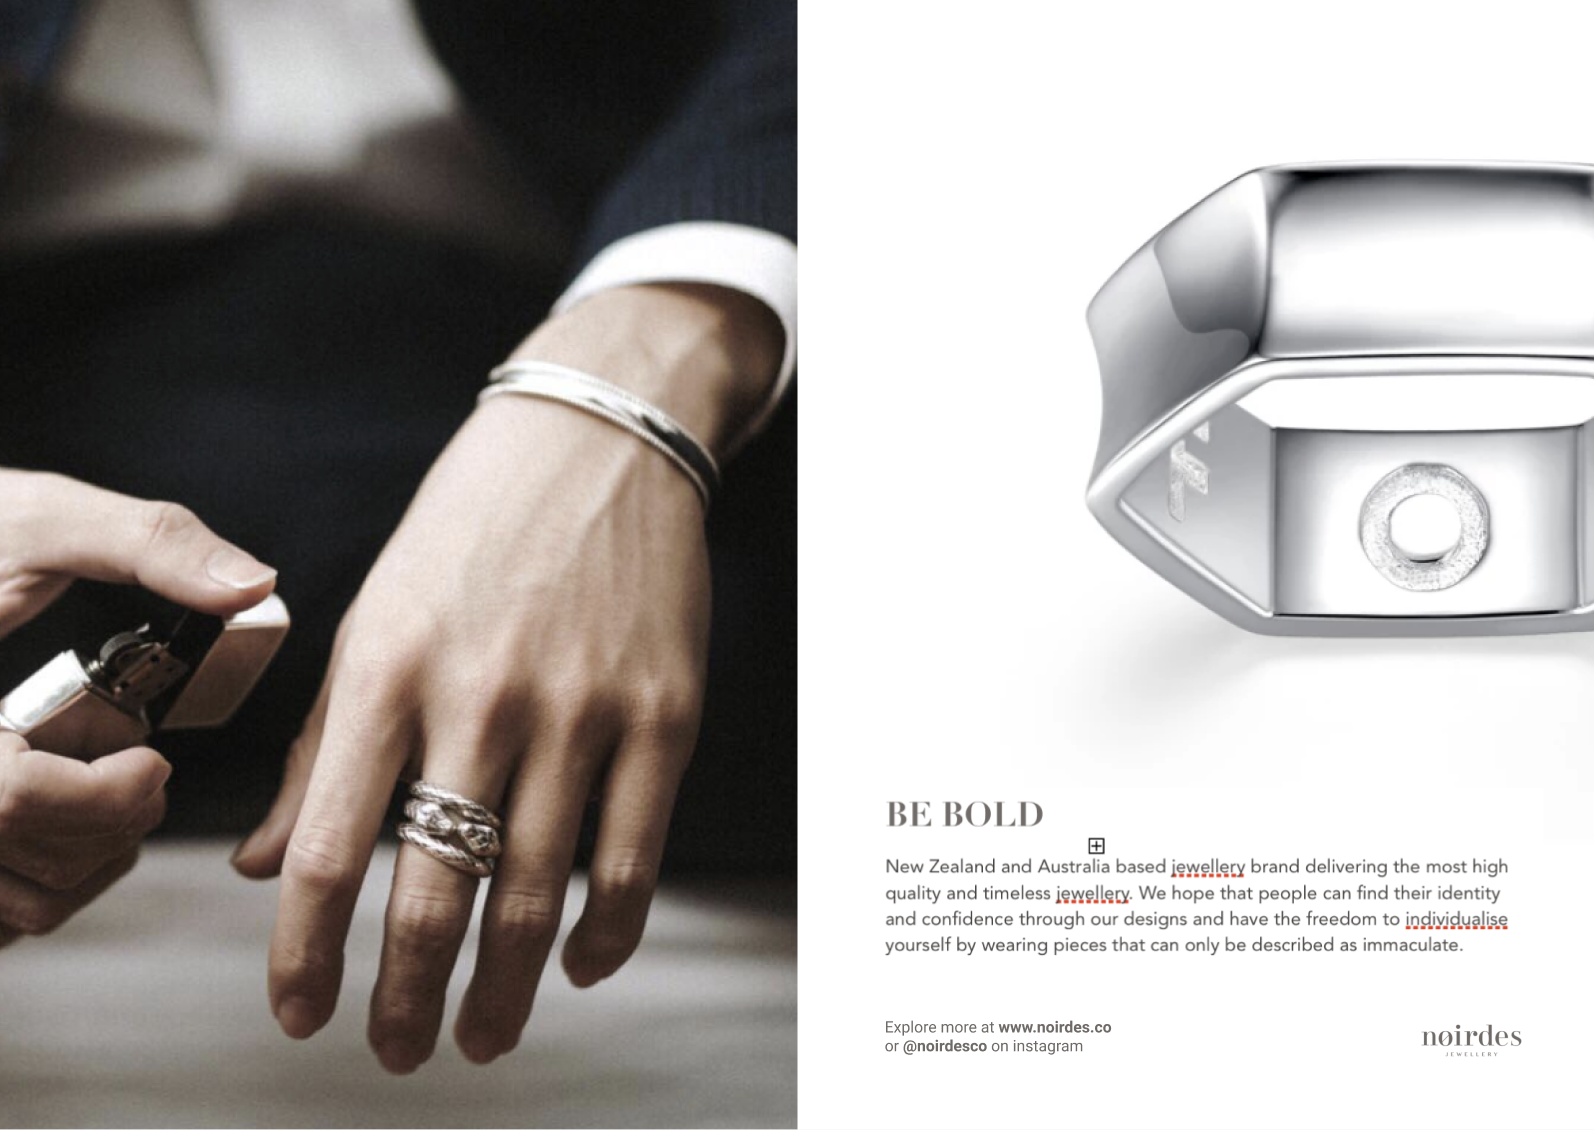 BE BOLD
New Zealand and Australia based jewellery brand delivering the most high
quality and timeless jewellery. We hope that people can find their identity
and confidence through our designs and have the freedom to individualise
yourself by wearing pieces that can only be described as immaculate.
Explore more at www.noirdes.co
or @noirdesco on instagram
nøirdes
JEWELLERY